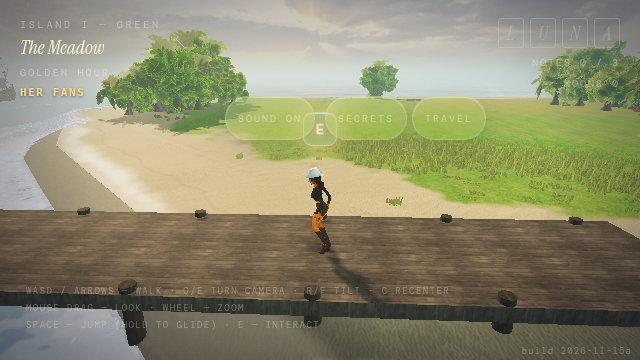 ISLAND I — GREEN
The Meadow
GOLDEN HOUR
HER FANS
L U N A
SOUND ON
SECRETS
TRAVEL
E
WASD / ARROWS WALK · Q/E TURN CAMERA · R/F TILT · C RECENTER
MOUSE DRAG — LOOK · WHEEL — ZOOM
SPACE — JUMP (HOLD TO GLIDE) · E — INTERACT
build 2026-11-15a